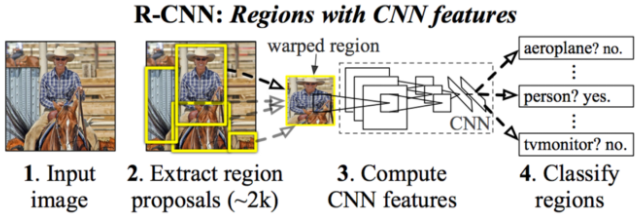 R-CNN: Regions with CNN features
warped region
aeroplane? no.
person? yes.
CNN
tvmonitor? no.
1. Input image
2. Extract region proposals (~2k)
3. Compute CNN features
4. Classify regions